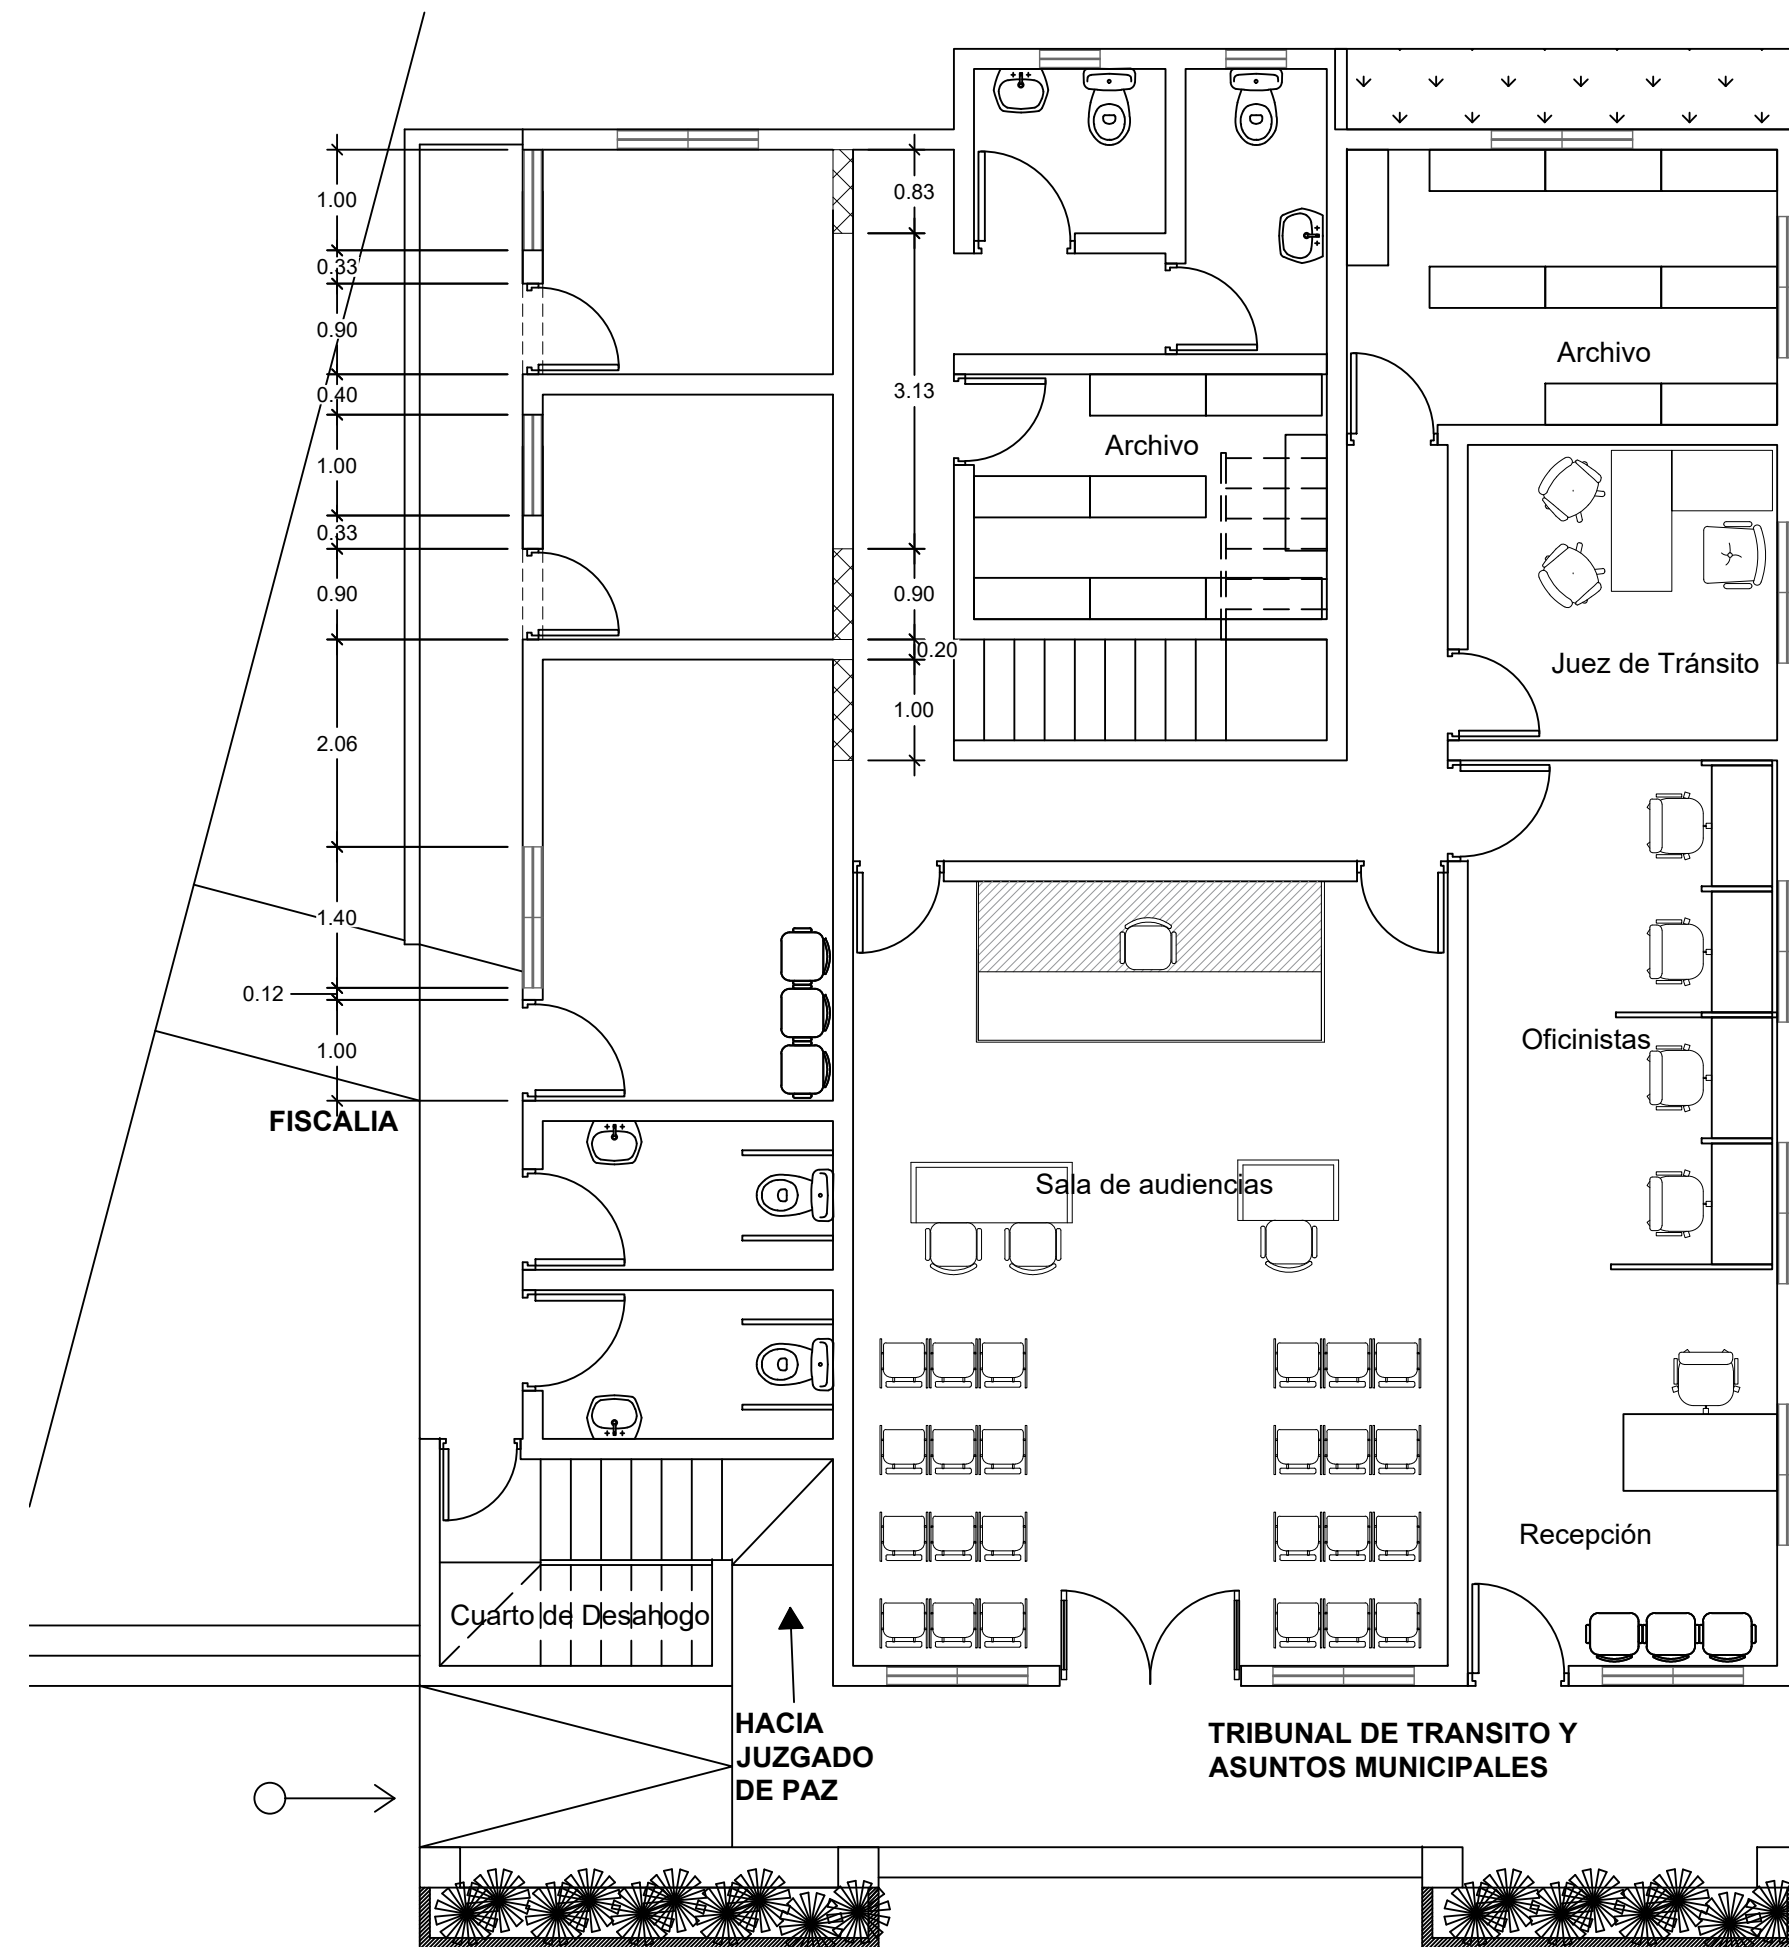 1.00
0.33
0.90
0.40
1.00
0.33
0.90
2.06
1.40
0.12
1.00
FISCALIA
0.83
3.13
0.90
0.20
1.00
Archivo
Archivo
Juez de Tránsito
Oficinistas
Sala de audiencias
Recepción
Cuarto de Desahogo
HACIA
JUZGADO
DE PAZ
TRIBUNAL DE TRANSITO Y
ASUNTOS MUNICIPALES